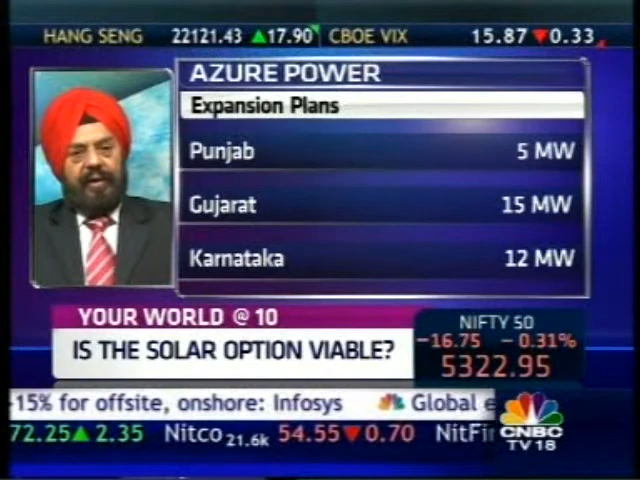 HANG SENG 22121.43 ▲17.90 CBOE VIX 15.87 ▼0.33
AZURE POWER
Expansion Plans
Punjab 5 MW
Gujarat 15 MW
Karnataka 12 MW
YOUR WORLD @ 10
IS THE SOLAR OPTION VIABLE?
NIFTY 50
-16.75 -0.31%
5322.95
-15% for offsite, onshore: Infosys Global
72.25▲2.35 Nitco 21.6k 54.55▼0.70 NitFi
CNBC
TV18